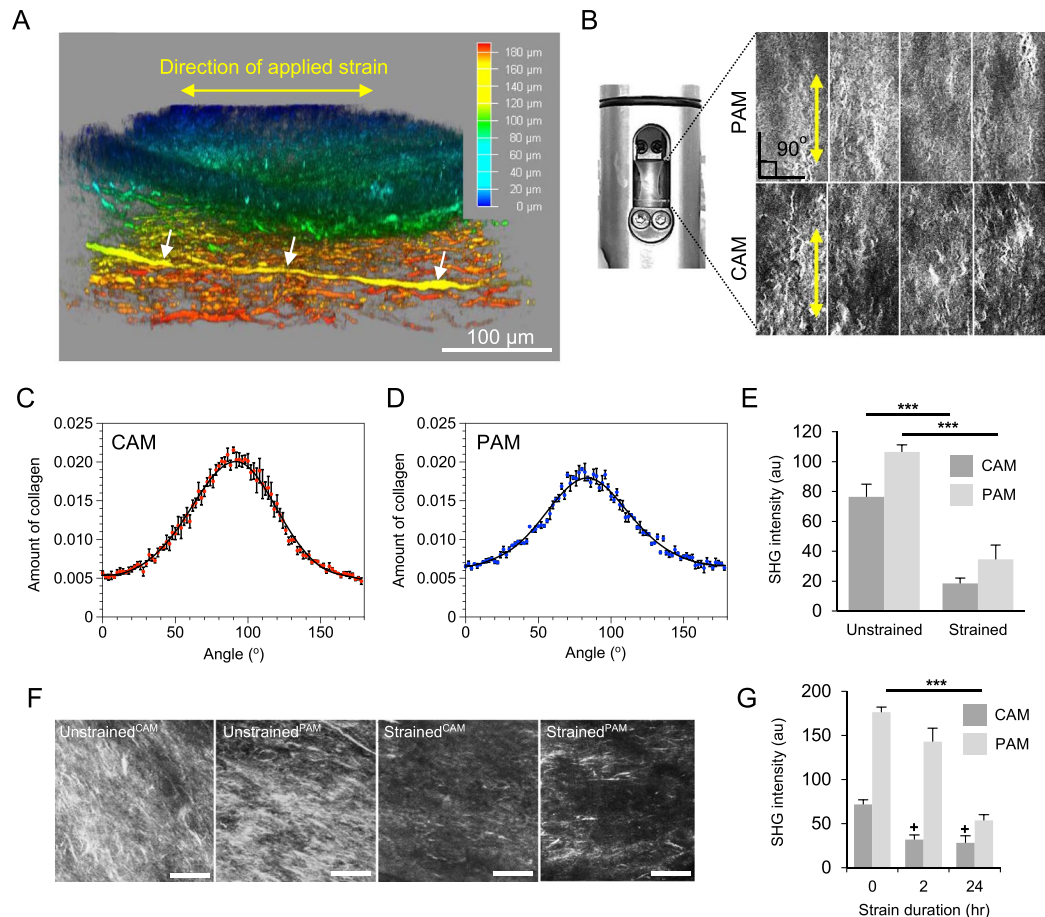 A
Direction of applied strain
180 µm
160 µm
140 µm
120 µm
100 µm
80 µm
60 µm
40 µm
20 µm
0 µm
100 µm
B
PAM
90°
CAM
C
CAM
0.025
0.020
0.015
0.010
0.005
0
Amount of collagen
0 50 100 150
Angle (°)
D
PAM
0.025
0.020
0.015
0.010
0.005
0
Amount of collagen
0 50 100 150
Angle (°)
E
***
***
120
100
80
60
40
20
0
SHG intensity (au)
CAM
PAM
Unstrained Strained
F
Unstrained^CAM
Unstrained^PAM
Strained^CAM
Strained^PAM
G
***
200
150
100
50
0
SHG intensity (au)
CAM
PAM
+ +
0 2 24
Strain duration (hr)